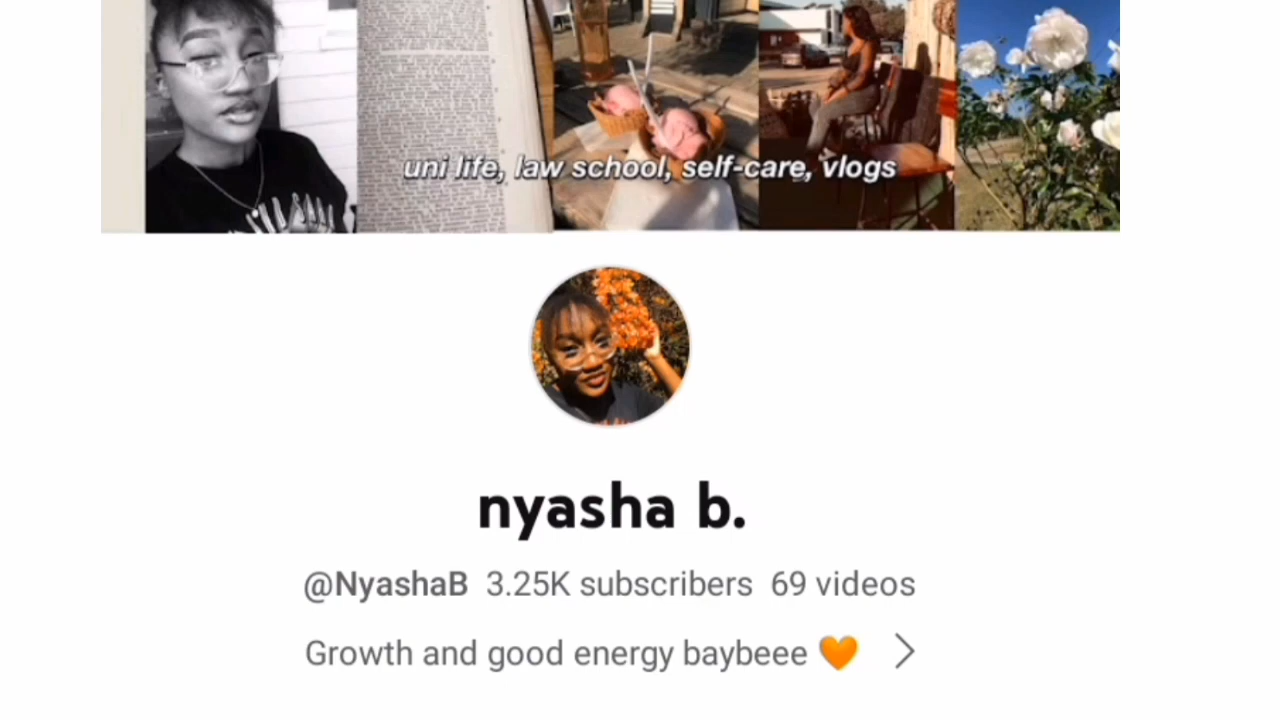 uni life, law school, self-care, vlogs
nyasha b.
@NyashaB 3.25K subscribers 69 videos
Growth and good energy baybeee 🧡